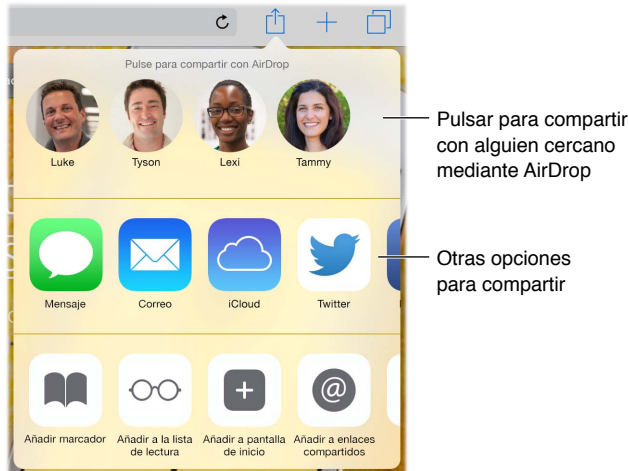 Pulse para compartir con AirDrop
Luke
Tyson
Lexi
Tammy
Pulsar para compartir
con alguien cercano
mediante AirDrop
Mensaje
Correo
iCloud
Twitter
Otras opciones
para compartir
Añadir marcador
Añadir a la lista
de lectura
Añadir a pantalla
de inicio
Añadir a enlaces
compartidos